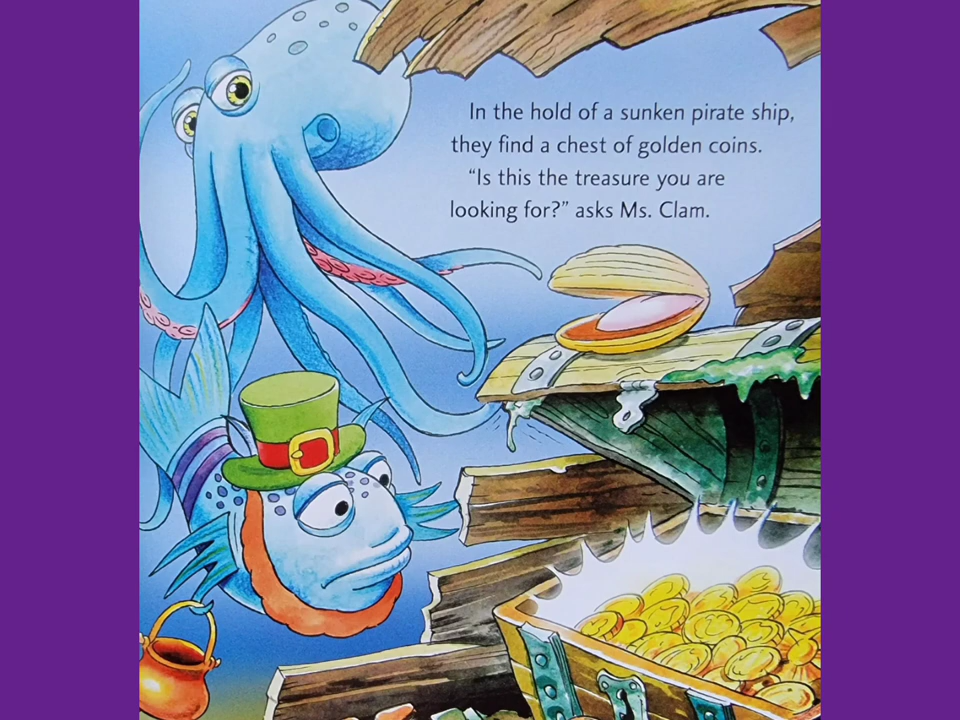 In the hold of a sunken pirate ship,
they find a chest of golden coins.
"Is this the treasure you are
looking for?" asks Ms. Clam.